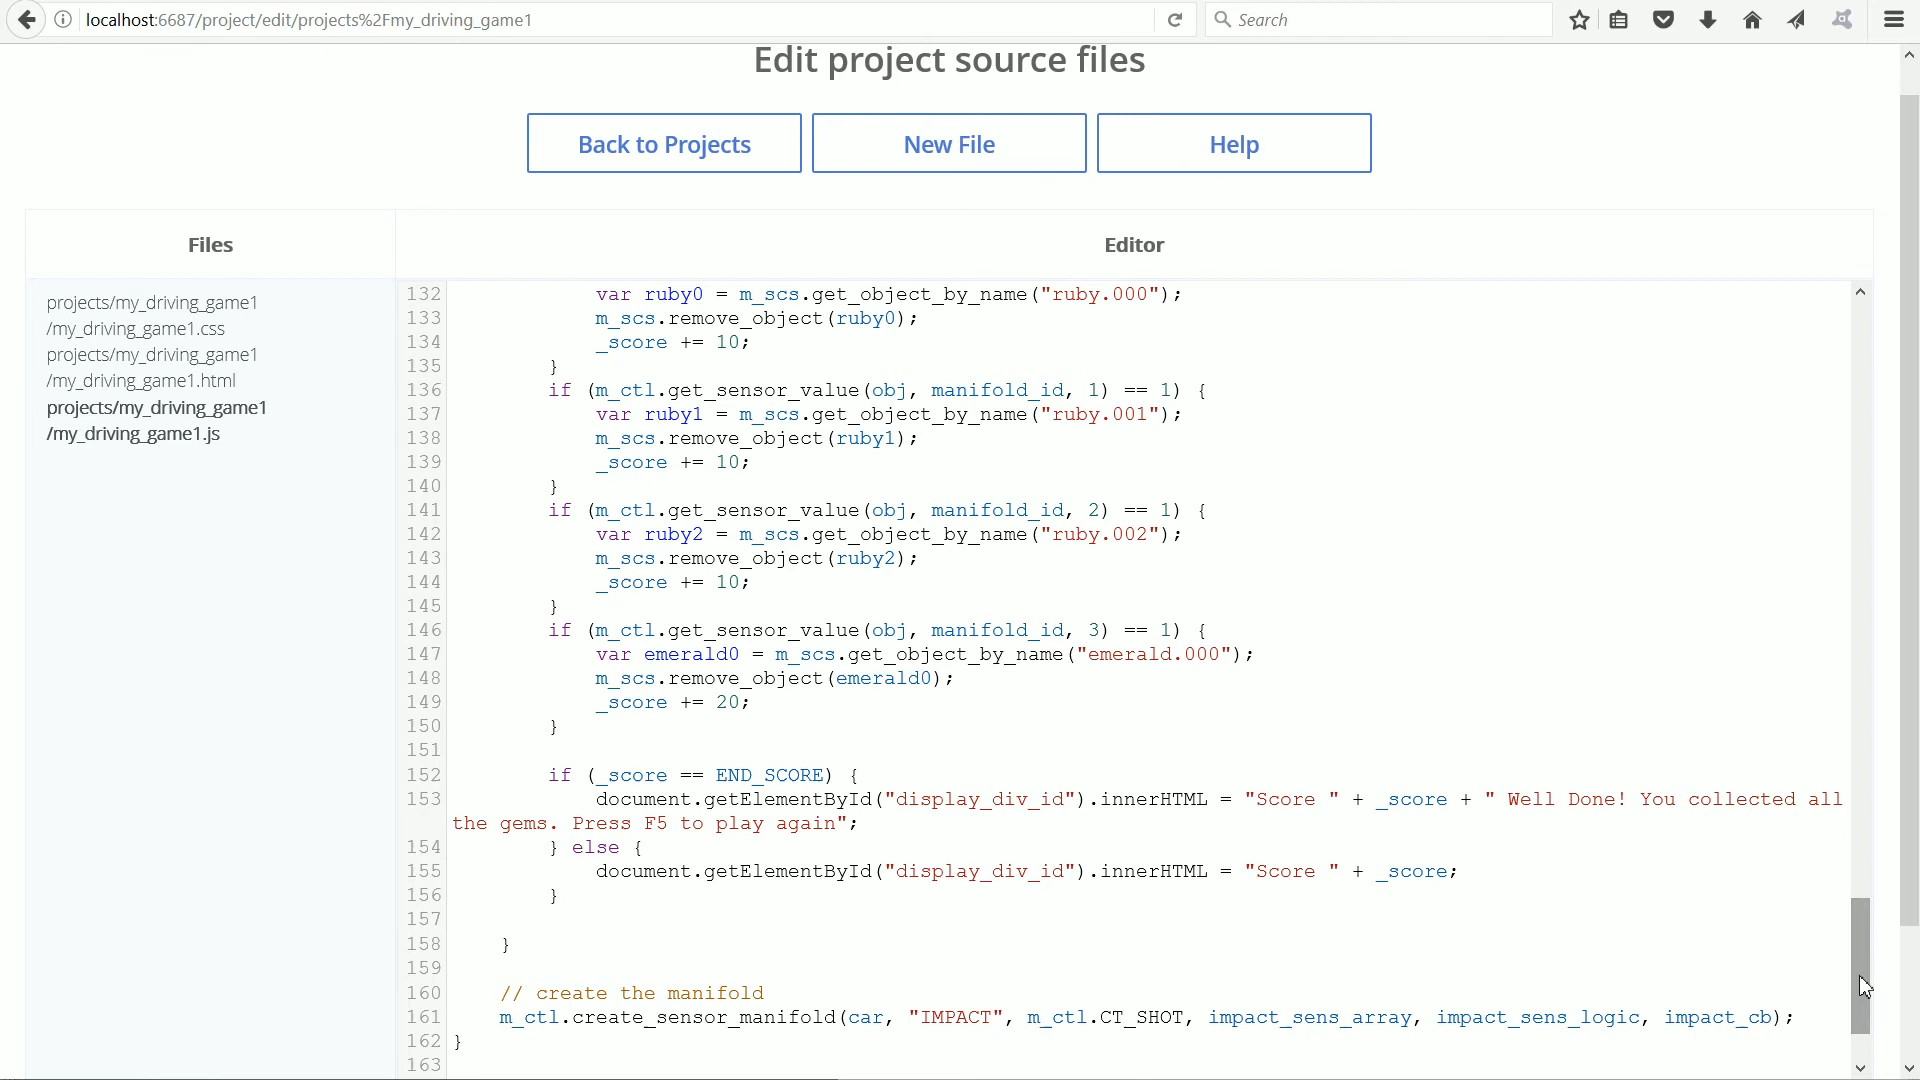 localhost:6687/project/edit/projects%2Fmy_driving_game1
Search
Edit project source files
Back to Projects
New File
Help
Files
Editor
projects/my_driving_game1
/my_driving_game1.css
projects/my_driving_game1
/my_driving_game1.html
projects/my_driving_game1
/my_driving_game1.js
132 var ruby0 = m_scs.get_object_by_name("ruby.000");
133 m_scs.remove_object(ruby0);
134 _score += 10;
135 }
136 if (m_ctl.get_sensor_value(obj, manifold_id, 1) == 1) {
137 var ruby1 = m_scs.get_object_by_name("ruby.001");
138 m_scs.remove_object(ruby1);
139 _score += 10;
140 }
141 if (m_ctl.get_sensor_value(obj, manifold_id, 2) == 1) {
142 var ruby2 = m_scs.get_object_by_name("ruby.002");
143 m_scs.remove_object(ruby2);
144 _score += 10;
145 }
146 if (m_ctl.get_sensor_value(obj, manifold_id, 3) == 1) {
147 var emerald0 = m_scs.get_object_by_name("emerald.000");
148 m_scs.remove_object(emerald0);
149 _score += 20;
150 }
151
152 if (_score == END_SCORE) {
153 document.getElementById("display_div_id").innerHTML = "Score " + _score + " Well Done! You collected all
the gems. Press F5 to play again";
154 } else {
155 document.getElementById("display_div_id").innerHTML = "Score " + _score;
156 }
157
158 }
159
160 // create the manifold
161 m_ctl.create_sensor_manifold(car, "IMPACT", m_ctl.CT_SHOT, impact_sens_array, impact_sens_logic, impact_cb);
162 }
163